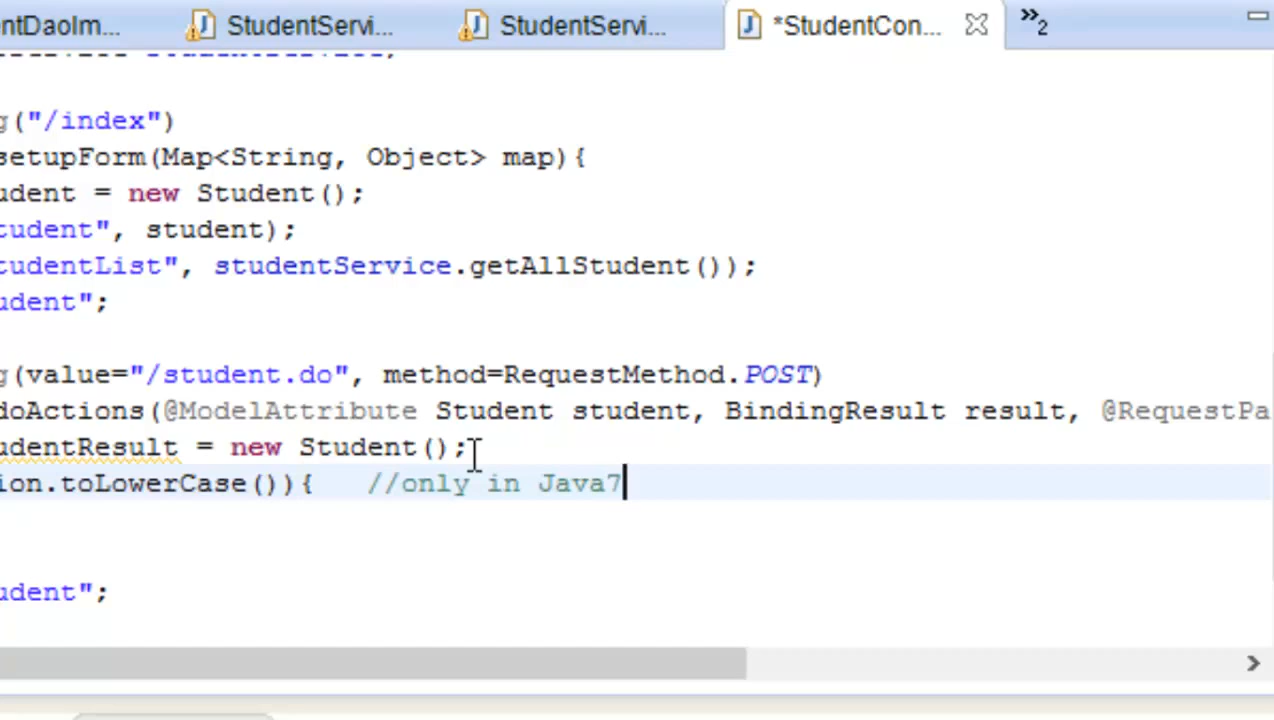 ntDaoIm... StudentServi... StudentServi... *StudentCon... »2
g("/index")
setupForm(Map<String, Object> map){
udent = new Student();
tudent", student);
tudentList", studentService.getAllStudent());
udent";
g(value="/student.do", method=RequestMethod.POST)
doActions(@ModelAttribute Student student, BindingResult result, @RequestPa
udentResult = new Student();
ion.toLowerCase()){ //only in Java7
udent";